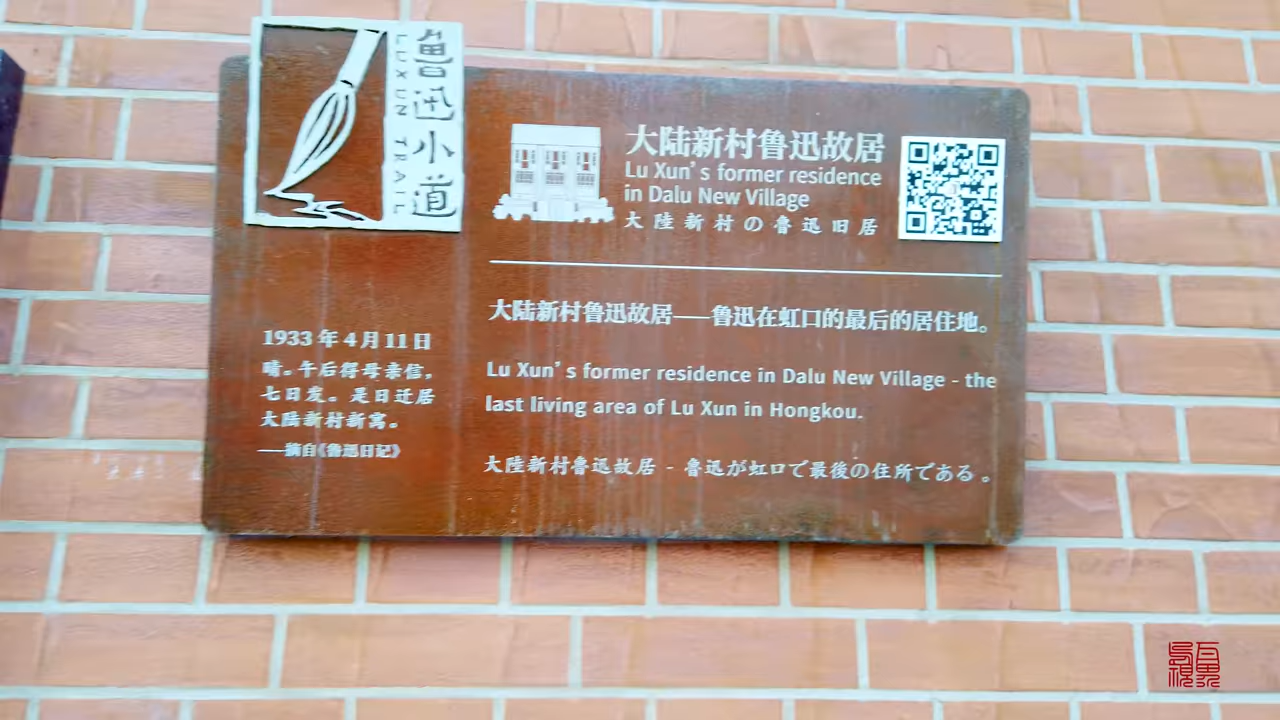 鲁迅小道
LUXUN TRAIL
大陆新村鲁迅故居
Lu Xun's former residence
in Dalu New Village
大陸新村の魯迅旧居
1933年4月11日
晴。午后得母亲信，
七日发。是日迁居
大陆新村新寓。
——摘自《鲁迅日记》
大陆新村鲁迅故居——鲁迅在虹口的最后的居住地。
Lu Xun's former residence in Dalu New Village - the
last living area of Lu Xun in Hongkou.
大陸新村魯迅故居 - 魯迅が虹口で最後の住所である。